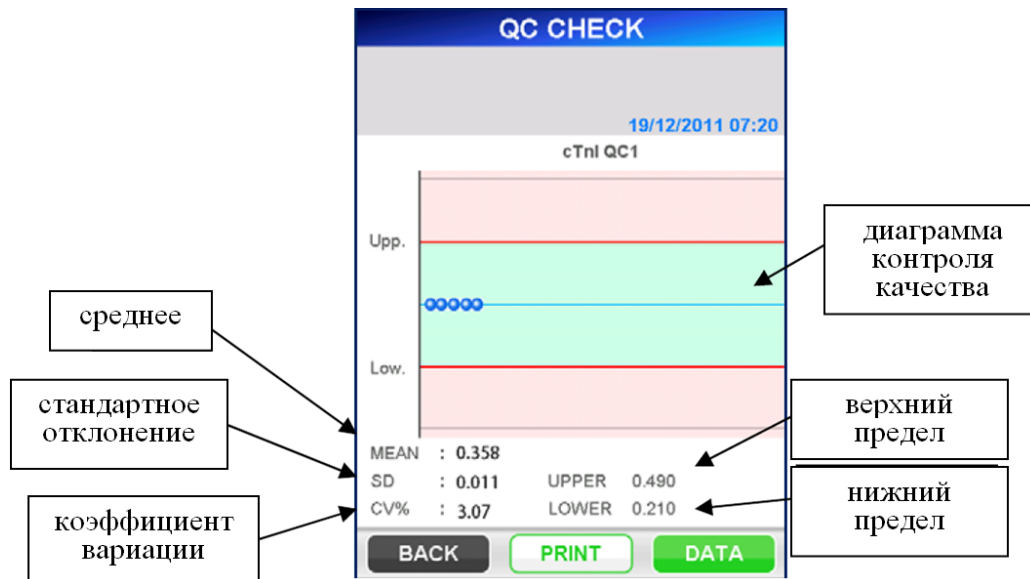 QC CHECK
19/12/2011 07:20
cTnI QC1
Upp.
Low.
MEAN : 0.358
SD : 0.011 UPPER 0.490
CV% : 3.07 LOWER 0.210
BACK PRINT DATA
среднее
стандартное
отклонение
коэффициент
вариации
диаграмма
контроля
качества
верхний
предел
нижний
предел